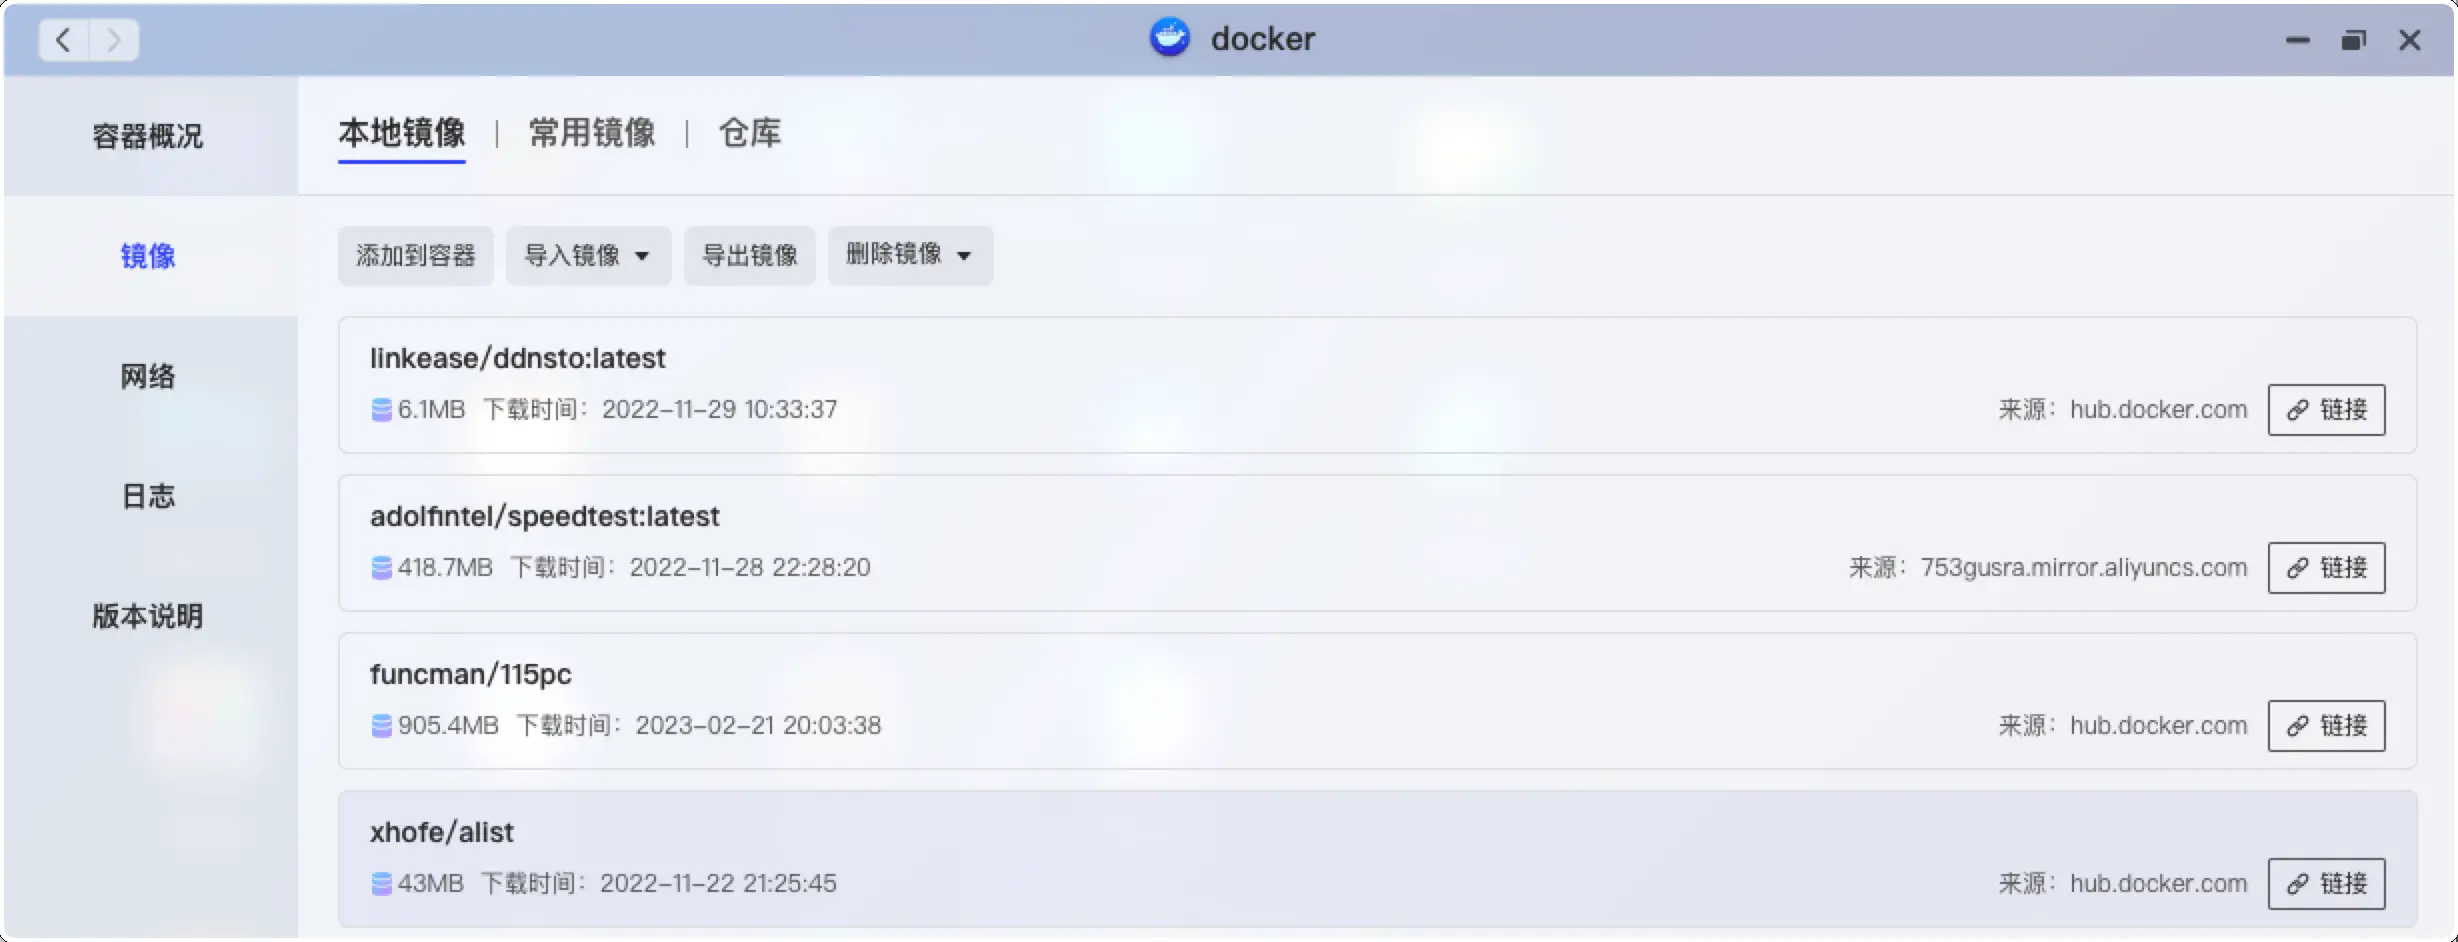 docker
容器概况
镜像
网络
日志
版本说明
本地镜像 | 常用镜像 | 仓库
添加到容器 导入镜像 导出镜像 删除镜像
linkease/ddnsto:latest
6.1MB 下载时间：2022-11-29 10:33:37 来源：hub.docker.com 链接
adolfintel/speedtest:latest
418.7MB 下载时间：2022-11-28 22:28:20 来源：753gusra.mirror.aliyuncs.com 链接
funcman/115pc
905.4MB 下载时间：2023-02-21 20:03:38 来源：hub.docker.com 链接
xhofe/alist
43MB 下载时间：2022-11-22 21:25:45 来源：hub.docker.com 链接